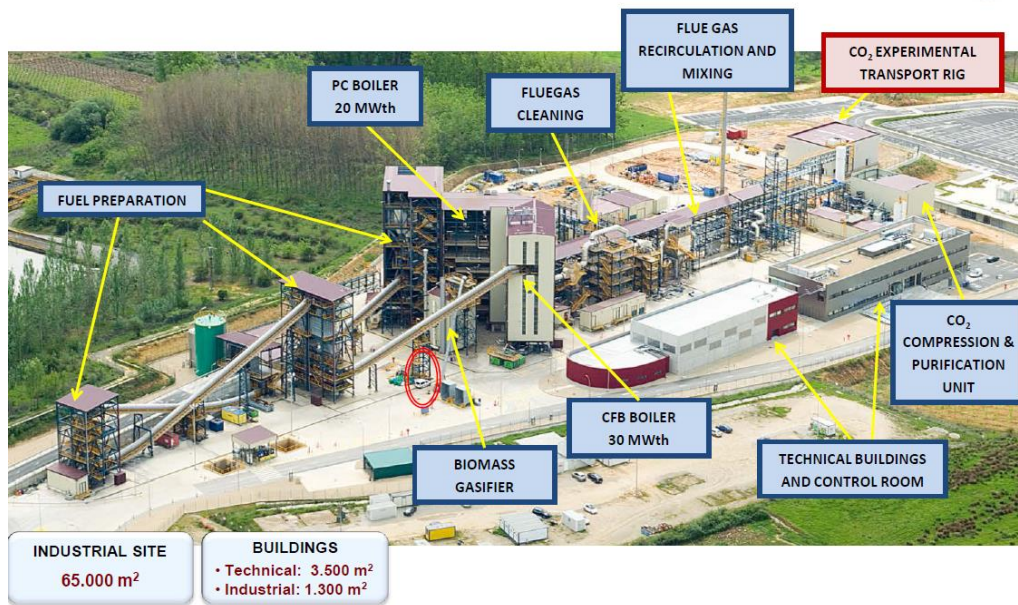 FLUE GAS
RECIRCULATION AND
MIXING
CO₂ EXPERIMENTAL
TRANSPORT RIG
PC BOILER
20 MWth
FLUEGAS
CLEANING
FUEL PREPARATION
CO₂
COMPRESSION &
PURIFICATION
UNIT
CFB BOILER
30 MWth
BIOMASS
GASIFIER
TECHNICAL BUILDINGS
AND CONTROL ROOM
INDUSTRIAL SITE
65.000 m²
BUILDINGS
• Technical: 3.500 m²
• Industrial: 1.300 m²